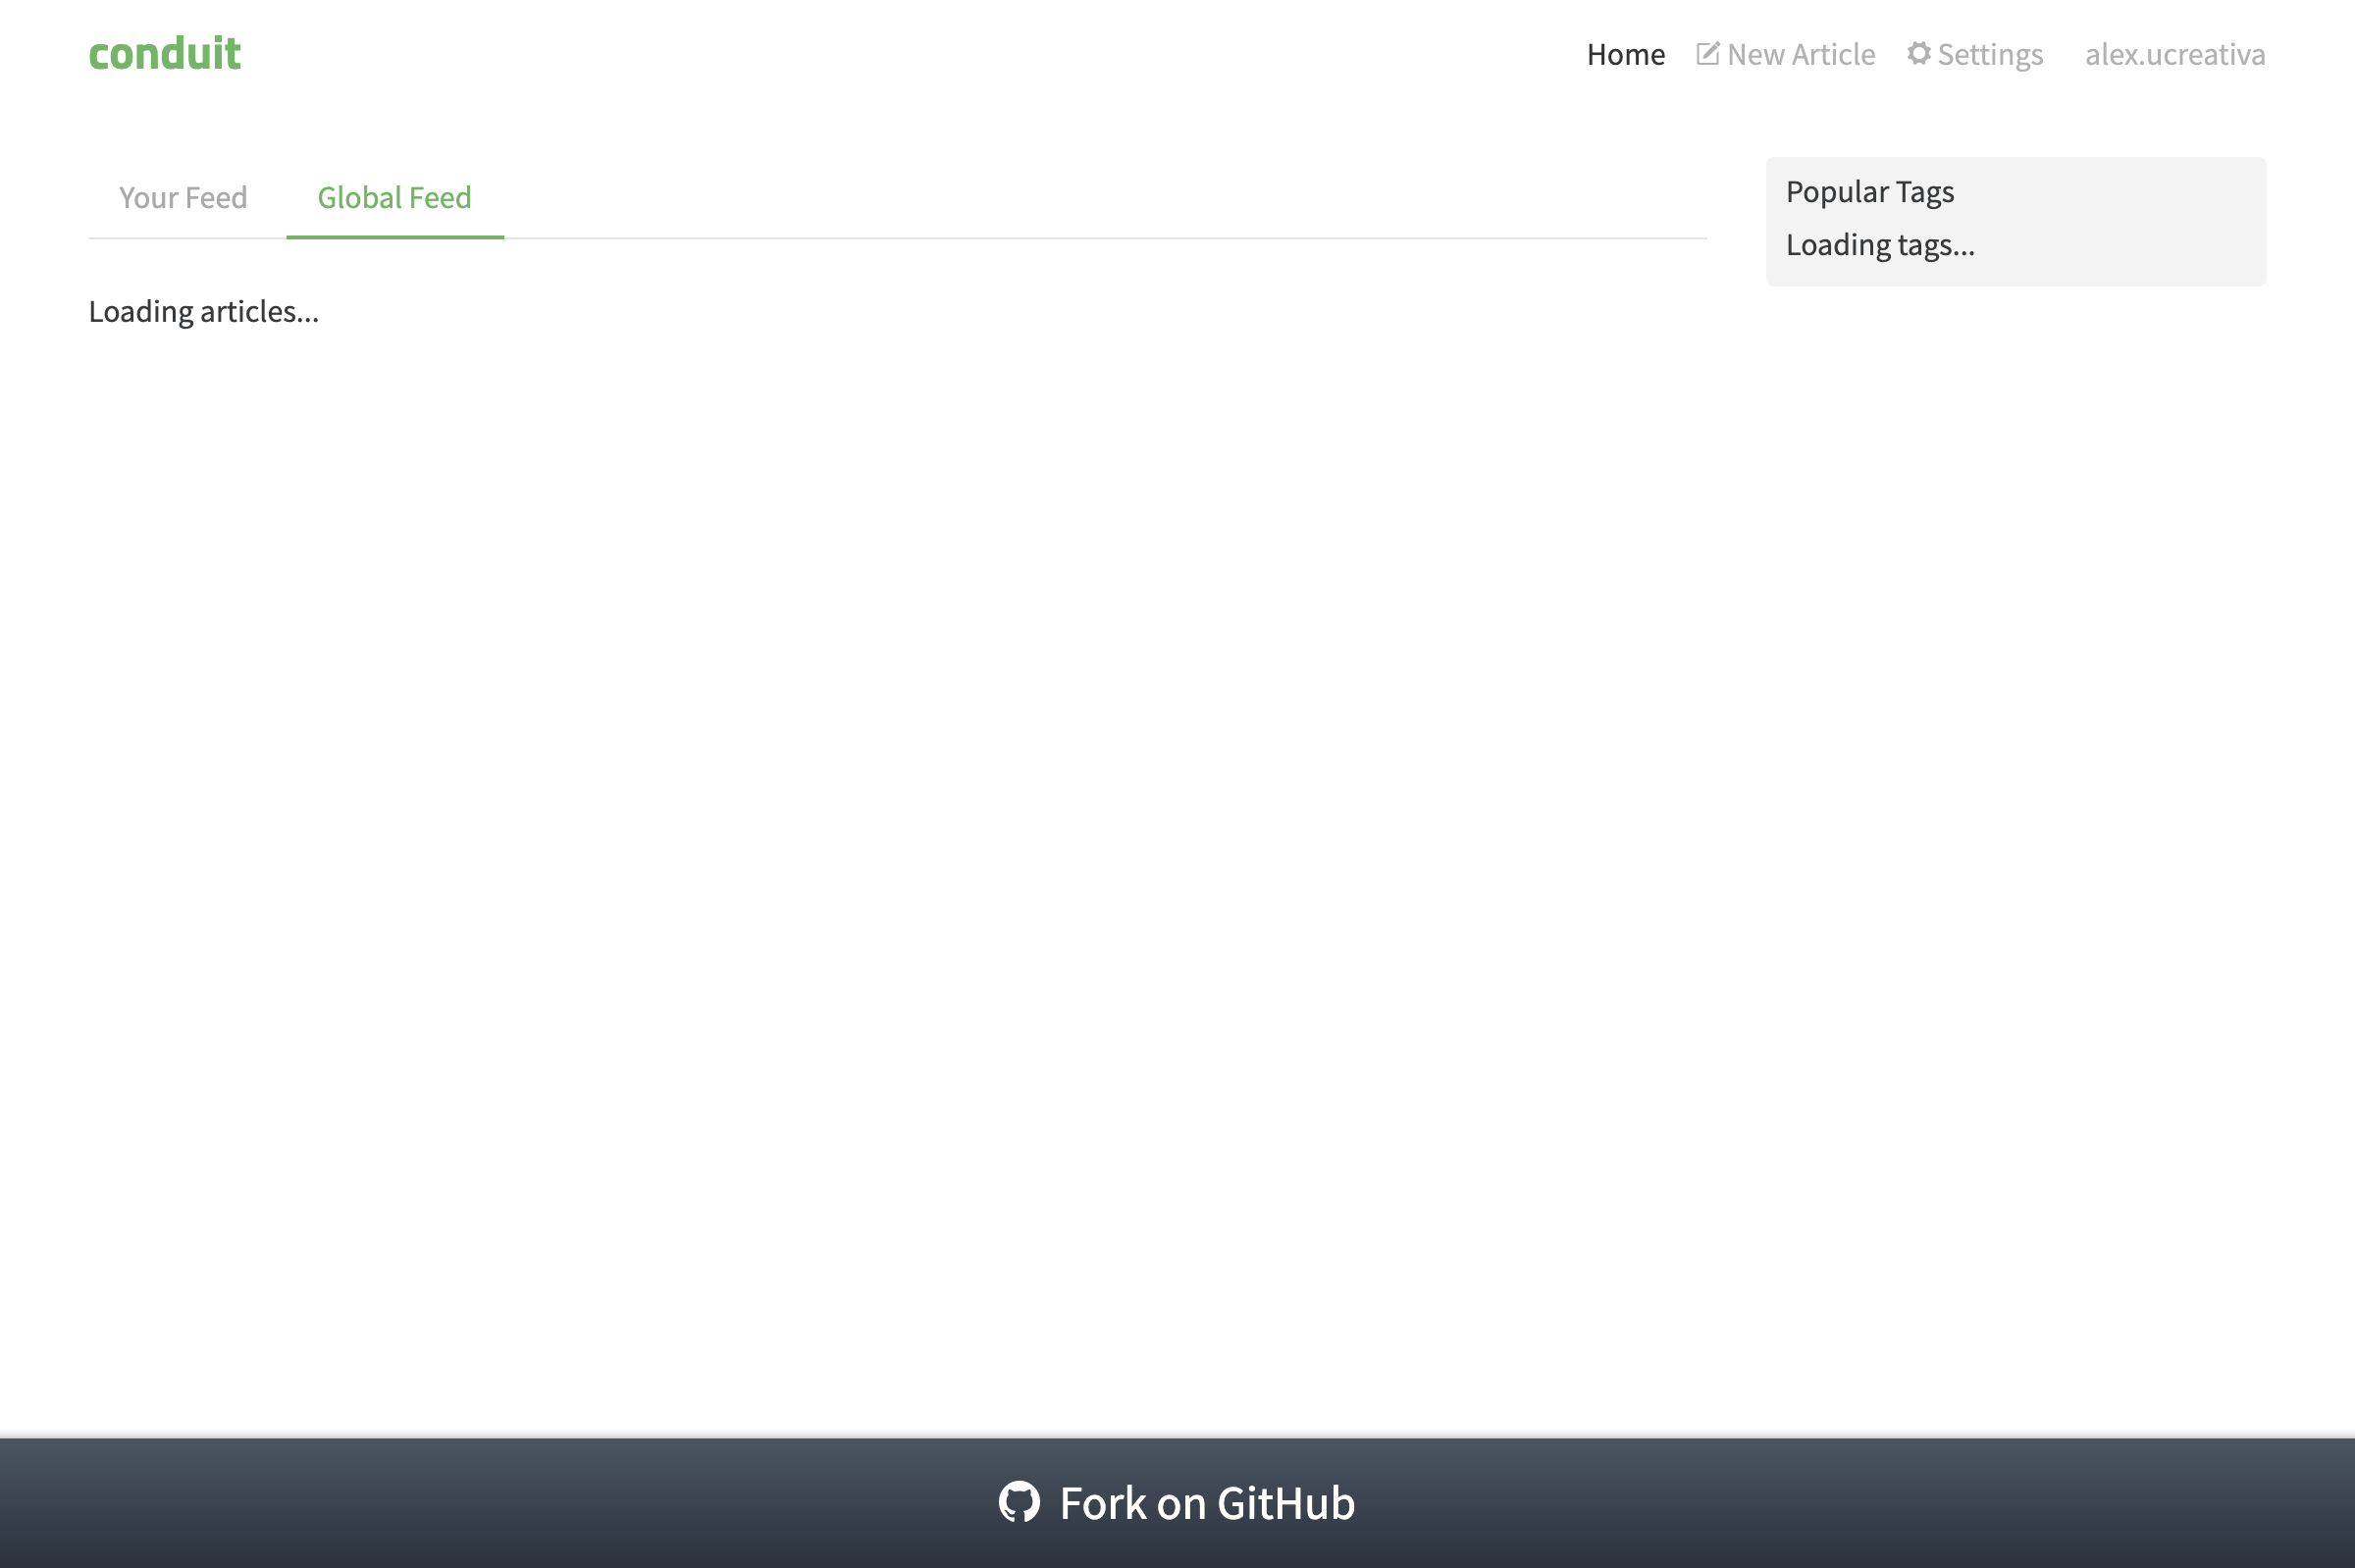 conduit
Home New Article Settings alex.ucreativa
Your Feed Global Feed
Popular Tags
Loading tags...
Loading articles...
Fork on GitHub